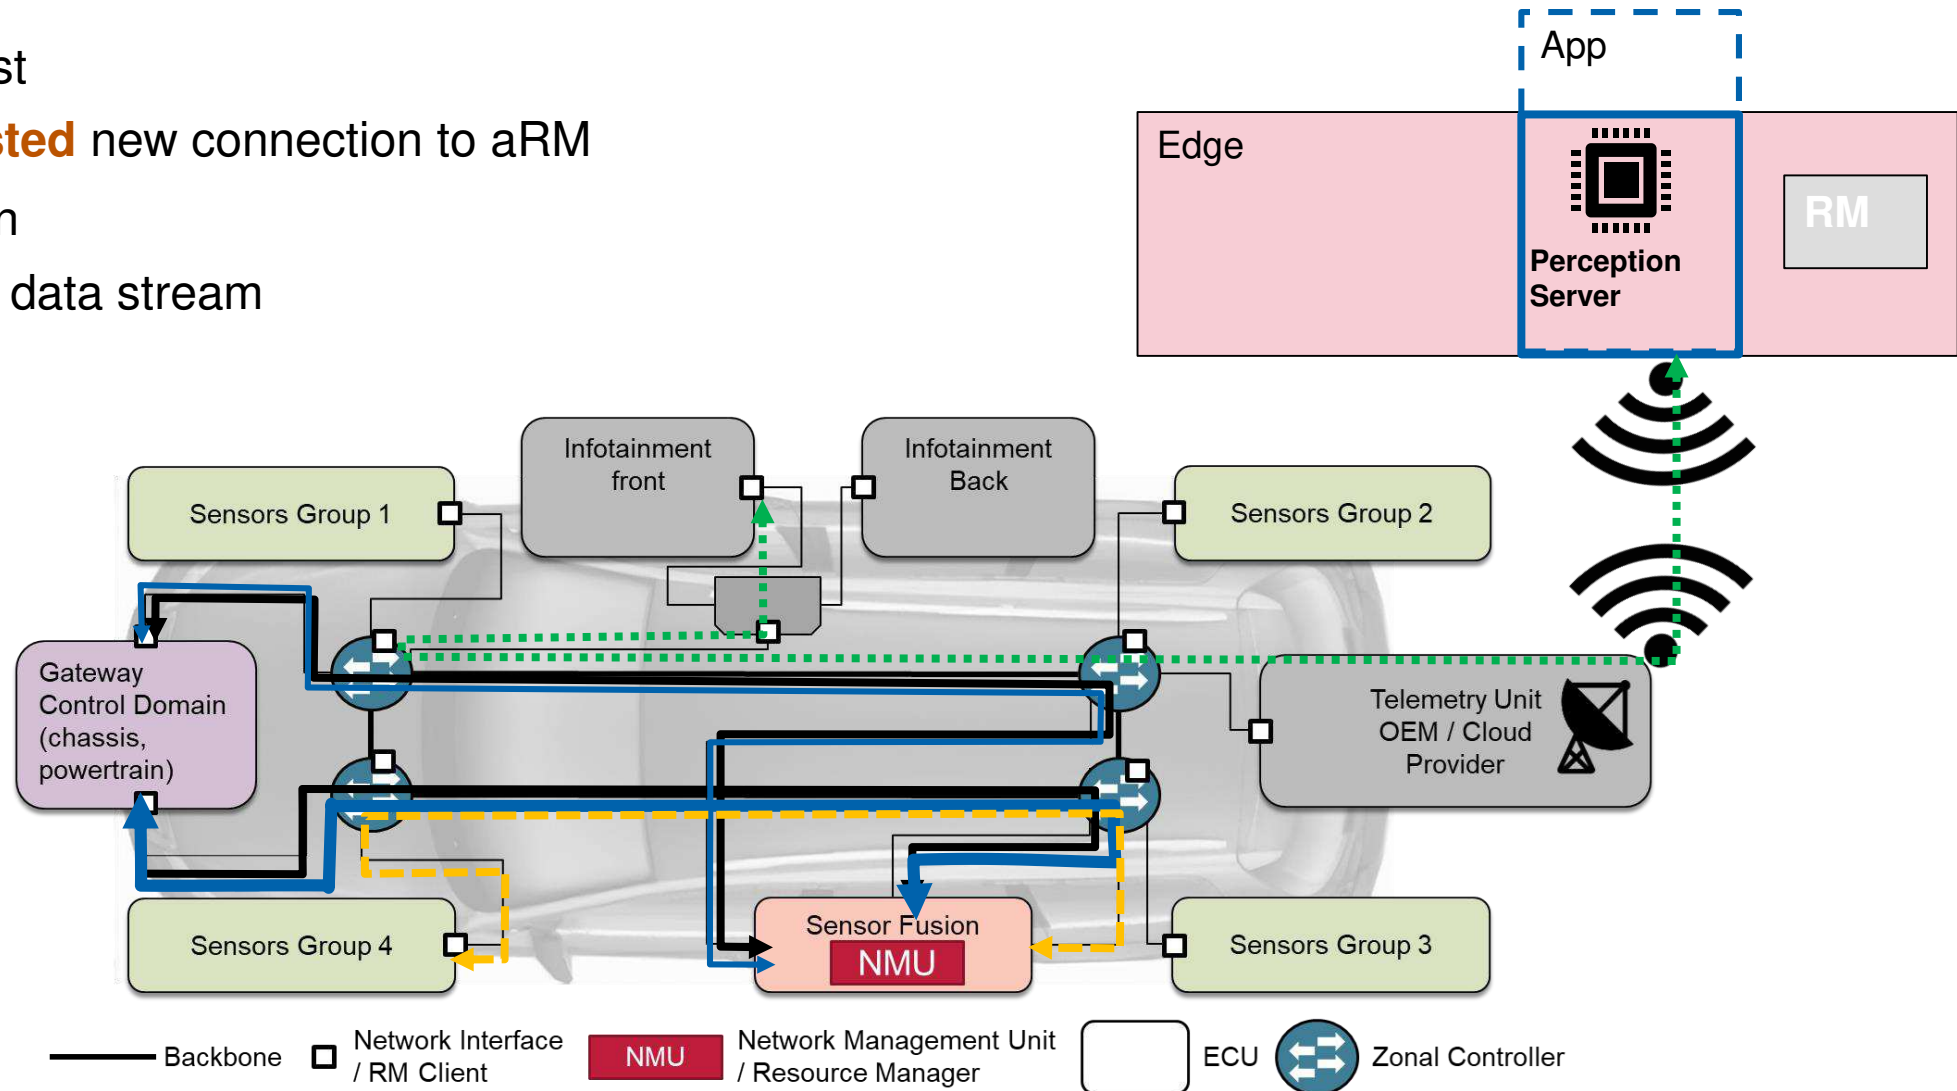 st
sted new connection to aRM
n
data stream
App
Edge
RM
Perception
Server
Infotainment
front
Infotainment
Back
Sensors Group 1
Sensors Group 2
Gateway
Control Domain
(chassis,
powertrain)
Telemetry Unit
OEM / Cloud
Provider
Sensors Group 4
Sensor Fusion
NMU
Sensors Group 3
Backbone
Network Interface
/ RM Client
NMU
Network Management Unit
/ Resource Manager
ECU
Zonal Controller